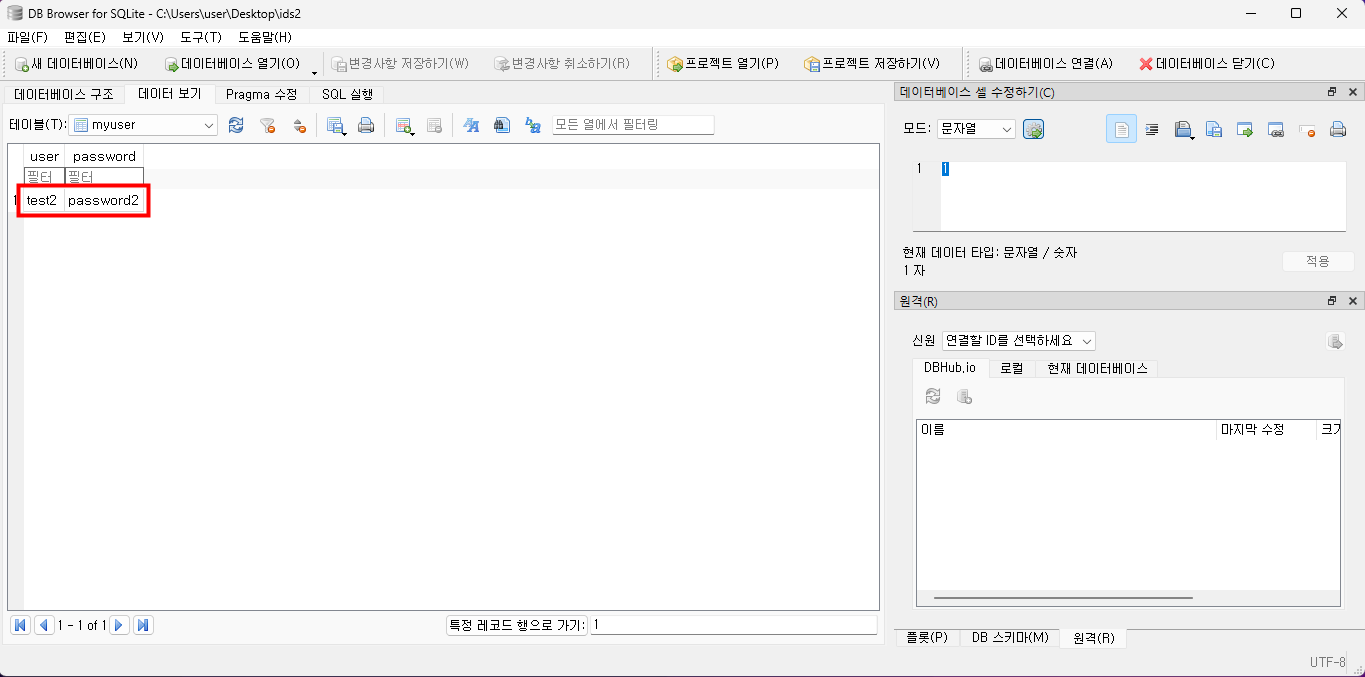 DB Browser for SQLite - C:\Users\user\Desktop\ids2
파일(F) 편집(E) 보기(V) 도구(T) 도움말(H)
새 데이터베이스(N) 데이터베이스 열기(O) 변경사항 저장하기(W) 변경사항 취소하기(R) 프로젝트 열기(P) 프로젝트 저장하기(V) 데이터베이스 연결(A) 데이터베이스 닫기(C)
데이터베이스 구조 데이터 보기 Pragma 수정 SQL 실행
테이블(T): myuser 모든 열에서 필터링
user password
필터 필터
1 test2 password2
1 - 1 of 1 특정 레코드 행으로 가기: 1
데이터베이스 셀 수정하기(C)
모드: 문자열
1 1
현재 데이터 타입: 문자열 / 숫자
1 자
적용
원격(R)
신원 연결할 ID를 선택하세요
DBHub.io 로컬 현재 데이터베이스
이름 마지막 수정 크기
플롯(P) DB 스키마(M) 원격(R)
UTF-8